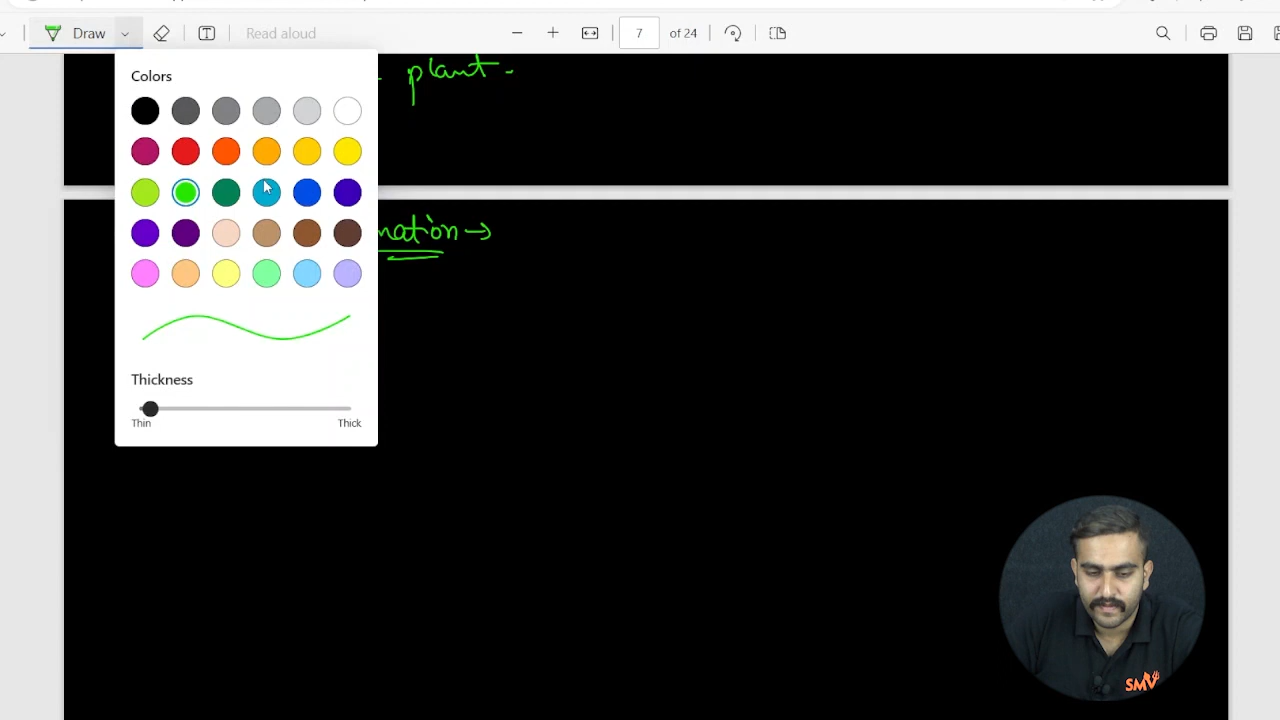 Draw
Read aloud
7
of 24
plant.
Colors
Thickness
Thin
Thick
nation →
SMV